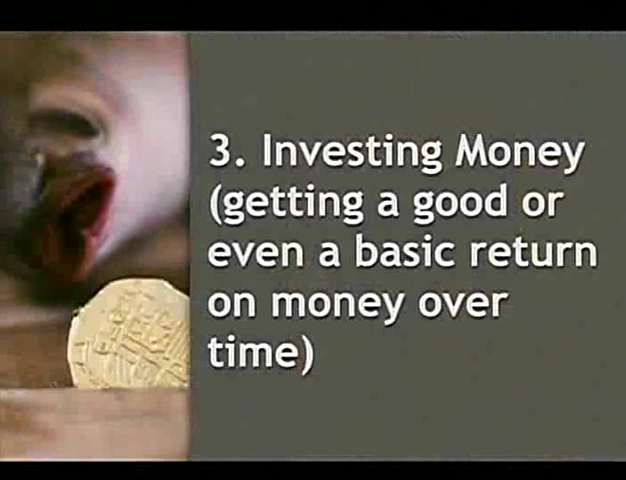 3. Investing Money
(getting a good or
even a basic return
on money over
time)